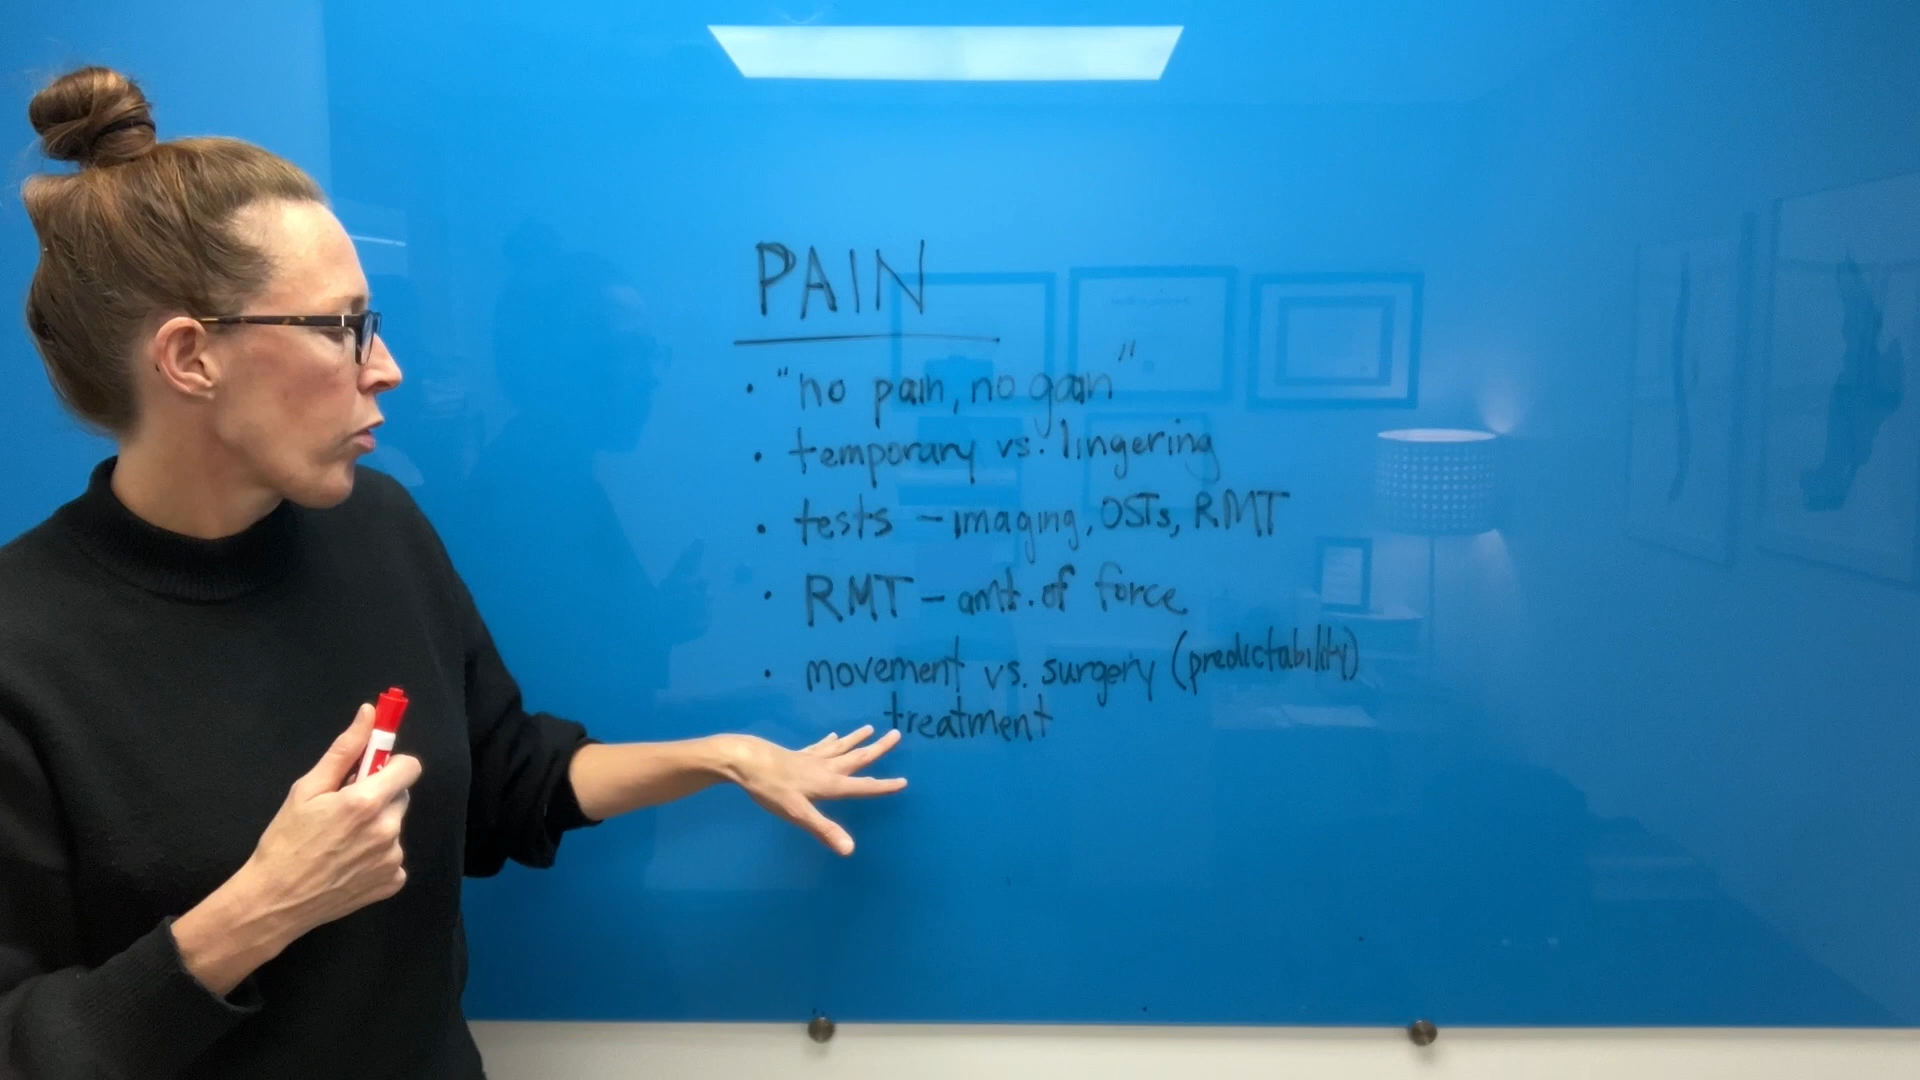 PAIN
• "no pain, no gain"
• temporary vs. lingering
• tests - imaging, OSTs, RMT
• RMT - amt. of force
• movement vs. surgery (predictability)
treatment